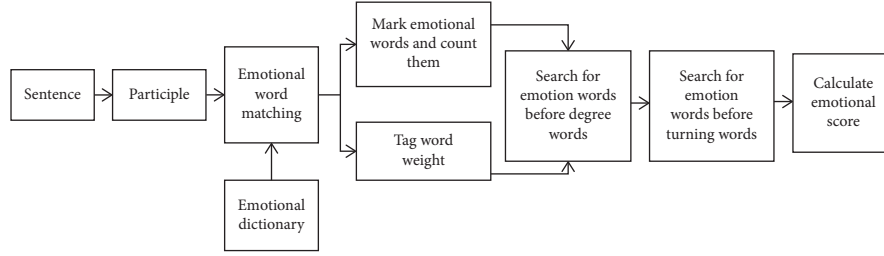 Sentence
Participle
Emotional
word
matching
Emotional
dictionary
Mark emotional
words and count
them
Tag word
weight
Search for
emotion words
before degree
words
Search for
emotion
words before
turning words
Calculate
emotional
score